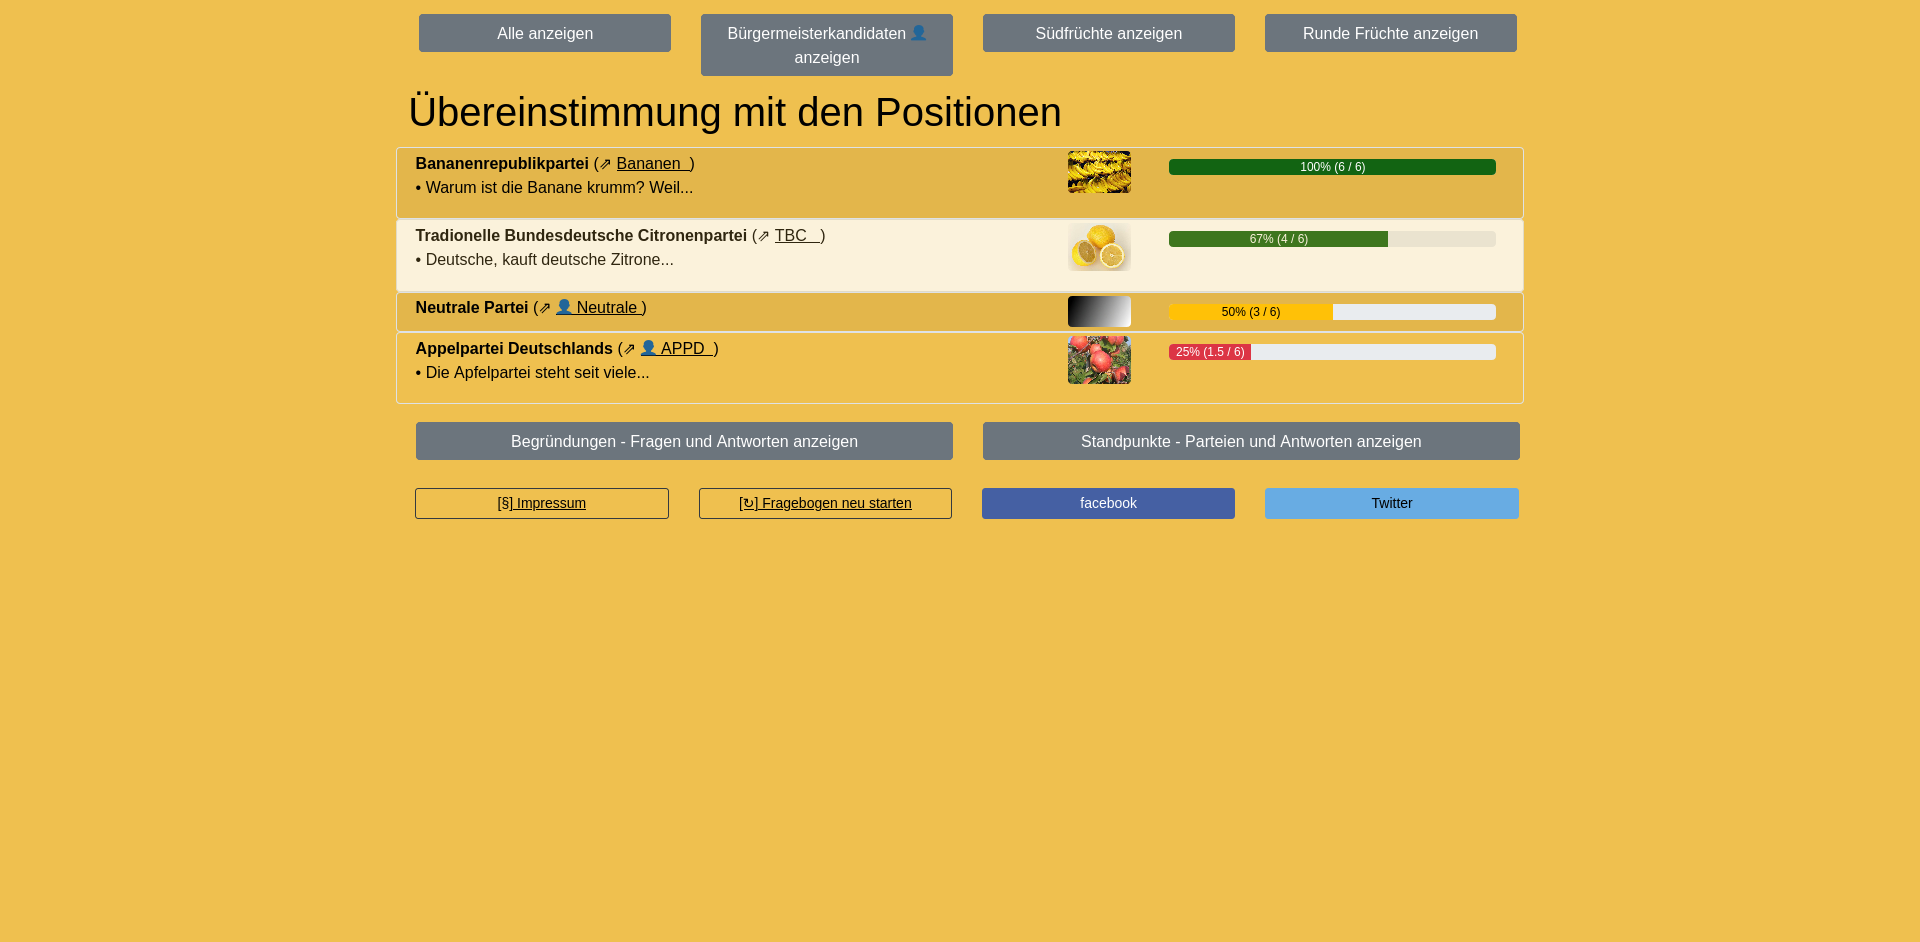 Alle anzeigen
Bürgermeisterkandidaten 👤
anzeigen
Südfrüchte anzeigen
Runde Früchte anzeigen
Übereinstimmung mit den Positionen
Bananenrepublikpartei (⇗ Bananen )
100% (6 / 6)
• Warum ist die Banane krumm? Weil...
Tradionelle Bundesdeutsche Citronenpartei (⇗ TBC )
67% (4 / 6)
• Deutsche, kauft deutsche Zitrone...
Neutrale Partei (⇗ 👤 Neutrale )
50% (3 / 6)
Appelpartei Deutschlands (⇗ 👤 APPD )
25% (1.5 / 6)
• Die Apfelpartei steht seit viele...
Begründungen - Fragen und Antworten anzeigen
Standpunkte - Parteien und Antworten anzeigen
[§] Impressum
[↻] Fragebogen neu starten
facebook
Twitter